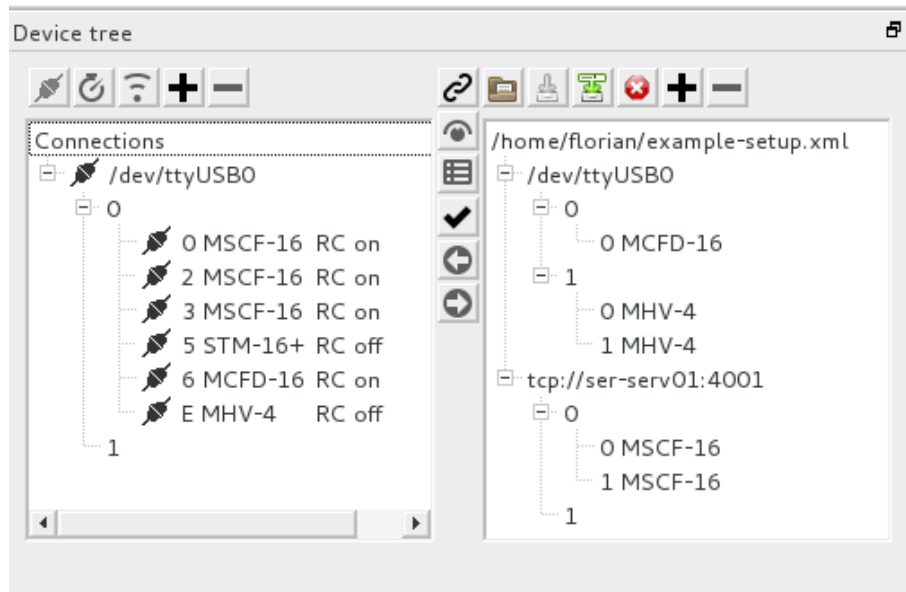 Device tree
Connections
/dev/ttyUSB0
0
0 MSCF-16 RC on
2 MSCF-16 RC on
3 MSCF-16 RC on
5 STM-16+ RC off
6 MCFD-16 RC on
E MHV-4 RC off
1
/home/florian/example-setup.xml
/dev/ttyUSB0
0
0 MCFD-16
1
0 MHV-4
1 MHV-4
tcp://ser-serv01:4001
0
0 MSCF-16
1 MSCF-16
1